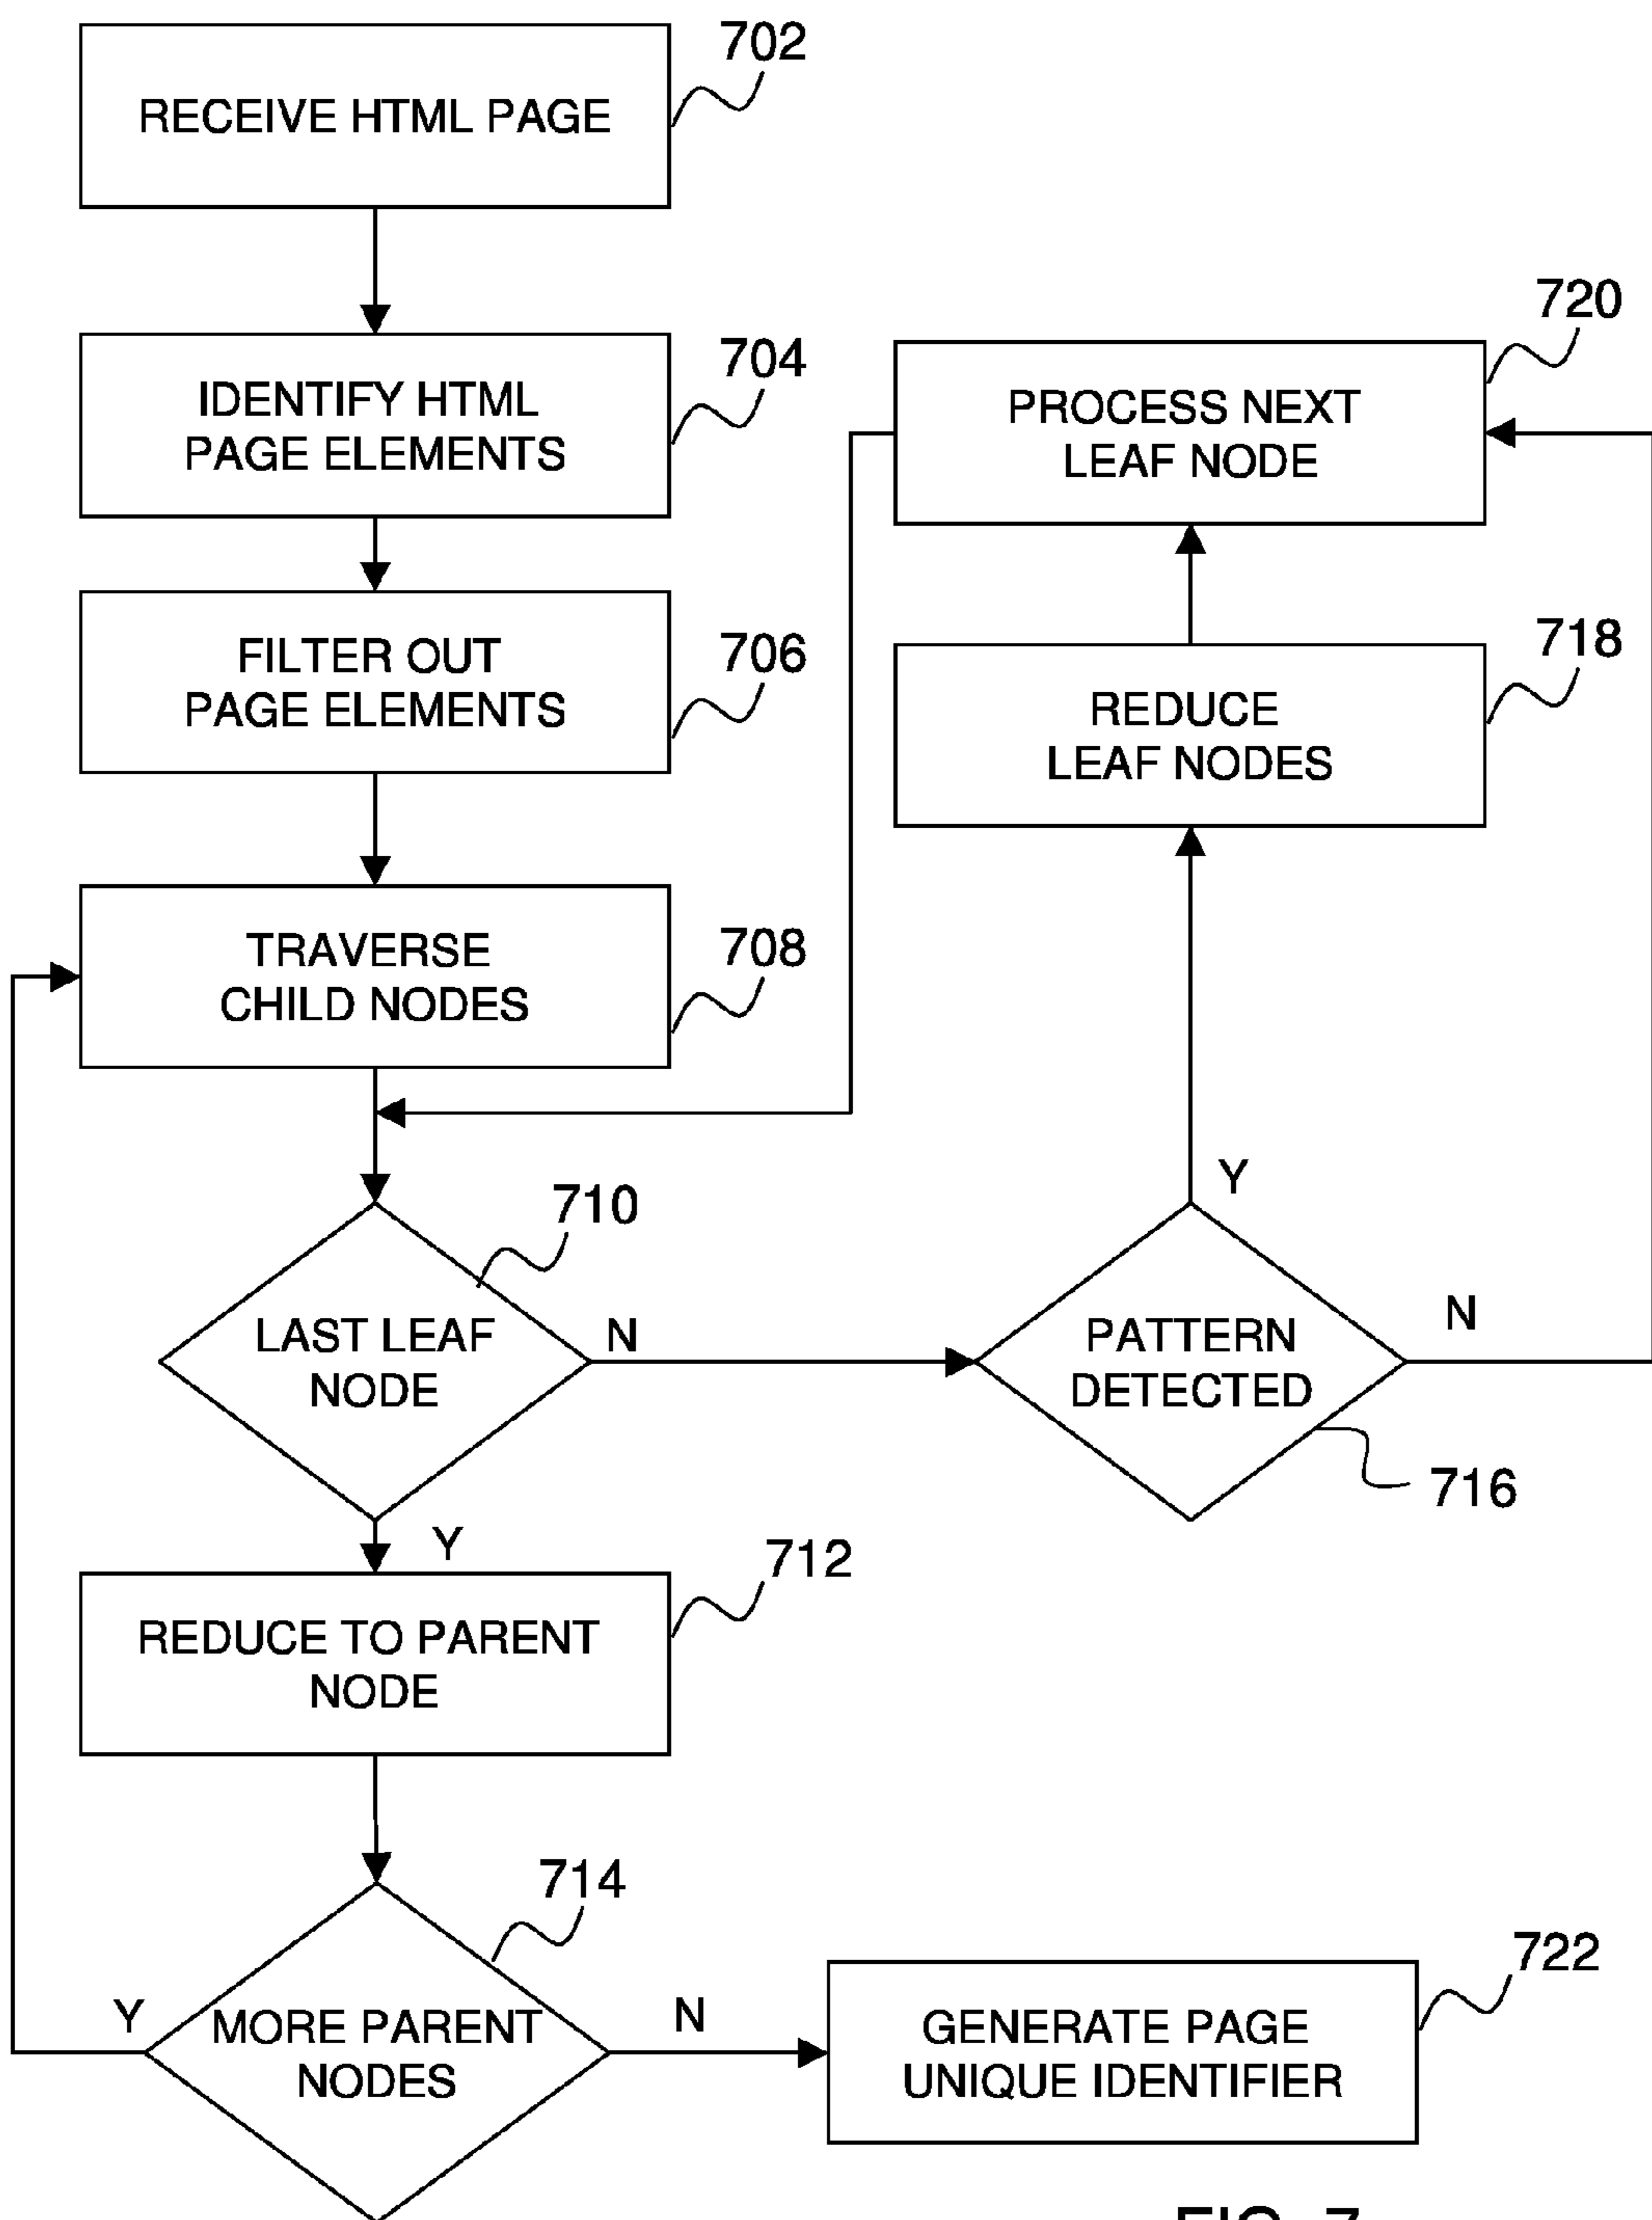 702
RECEIVE HTML PAGE
704
IDENTIFY HTML
PAGE ELEMENTS
706
FILTER OUT
PAGE ELEMENTS
708
TRAVERSE
CHILD NODES
710
LAST LEAF
NODE
N
Y
712
REDUCE TO PARENT
NODE
714
MORE PARENT
NODES
Y
N
720
PROCESS NEXT
LEAF NODE
718
REDUCE
LEAF NODES
Y
PATTERN
DETECTED
N
716
722
GENERATE PAGE
UNIQUE IDENTIFIER
FIG. 7